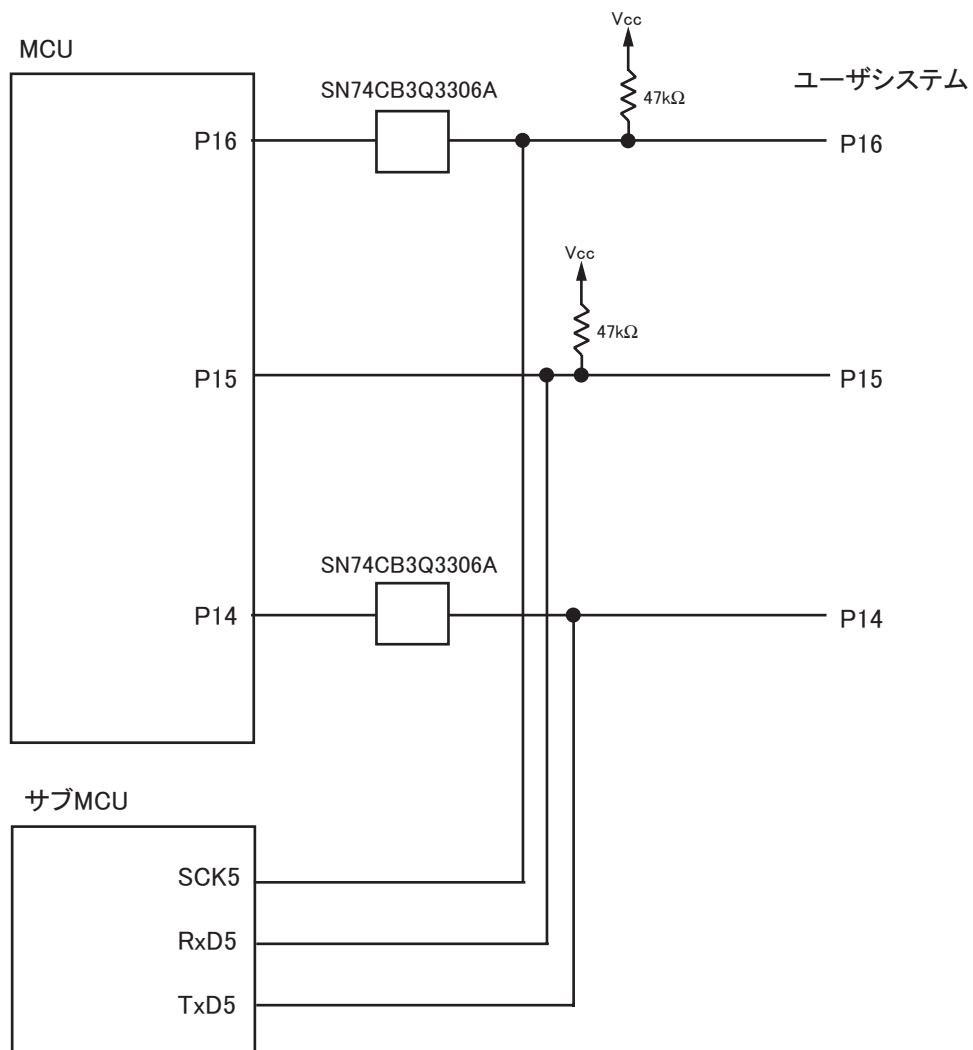 Vcc
MCU
ユーザシステム
SN74CB3Q3306A
47kΩ
P16
P16
Vcc
47kΩ
P15
P15
SN74CB3Q3306A
P14
P14
サブMCU
SCK5
RxD5
TxD5